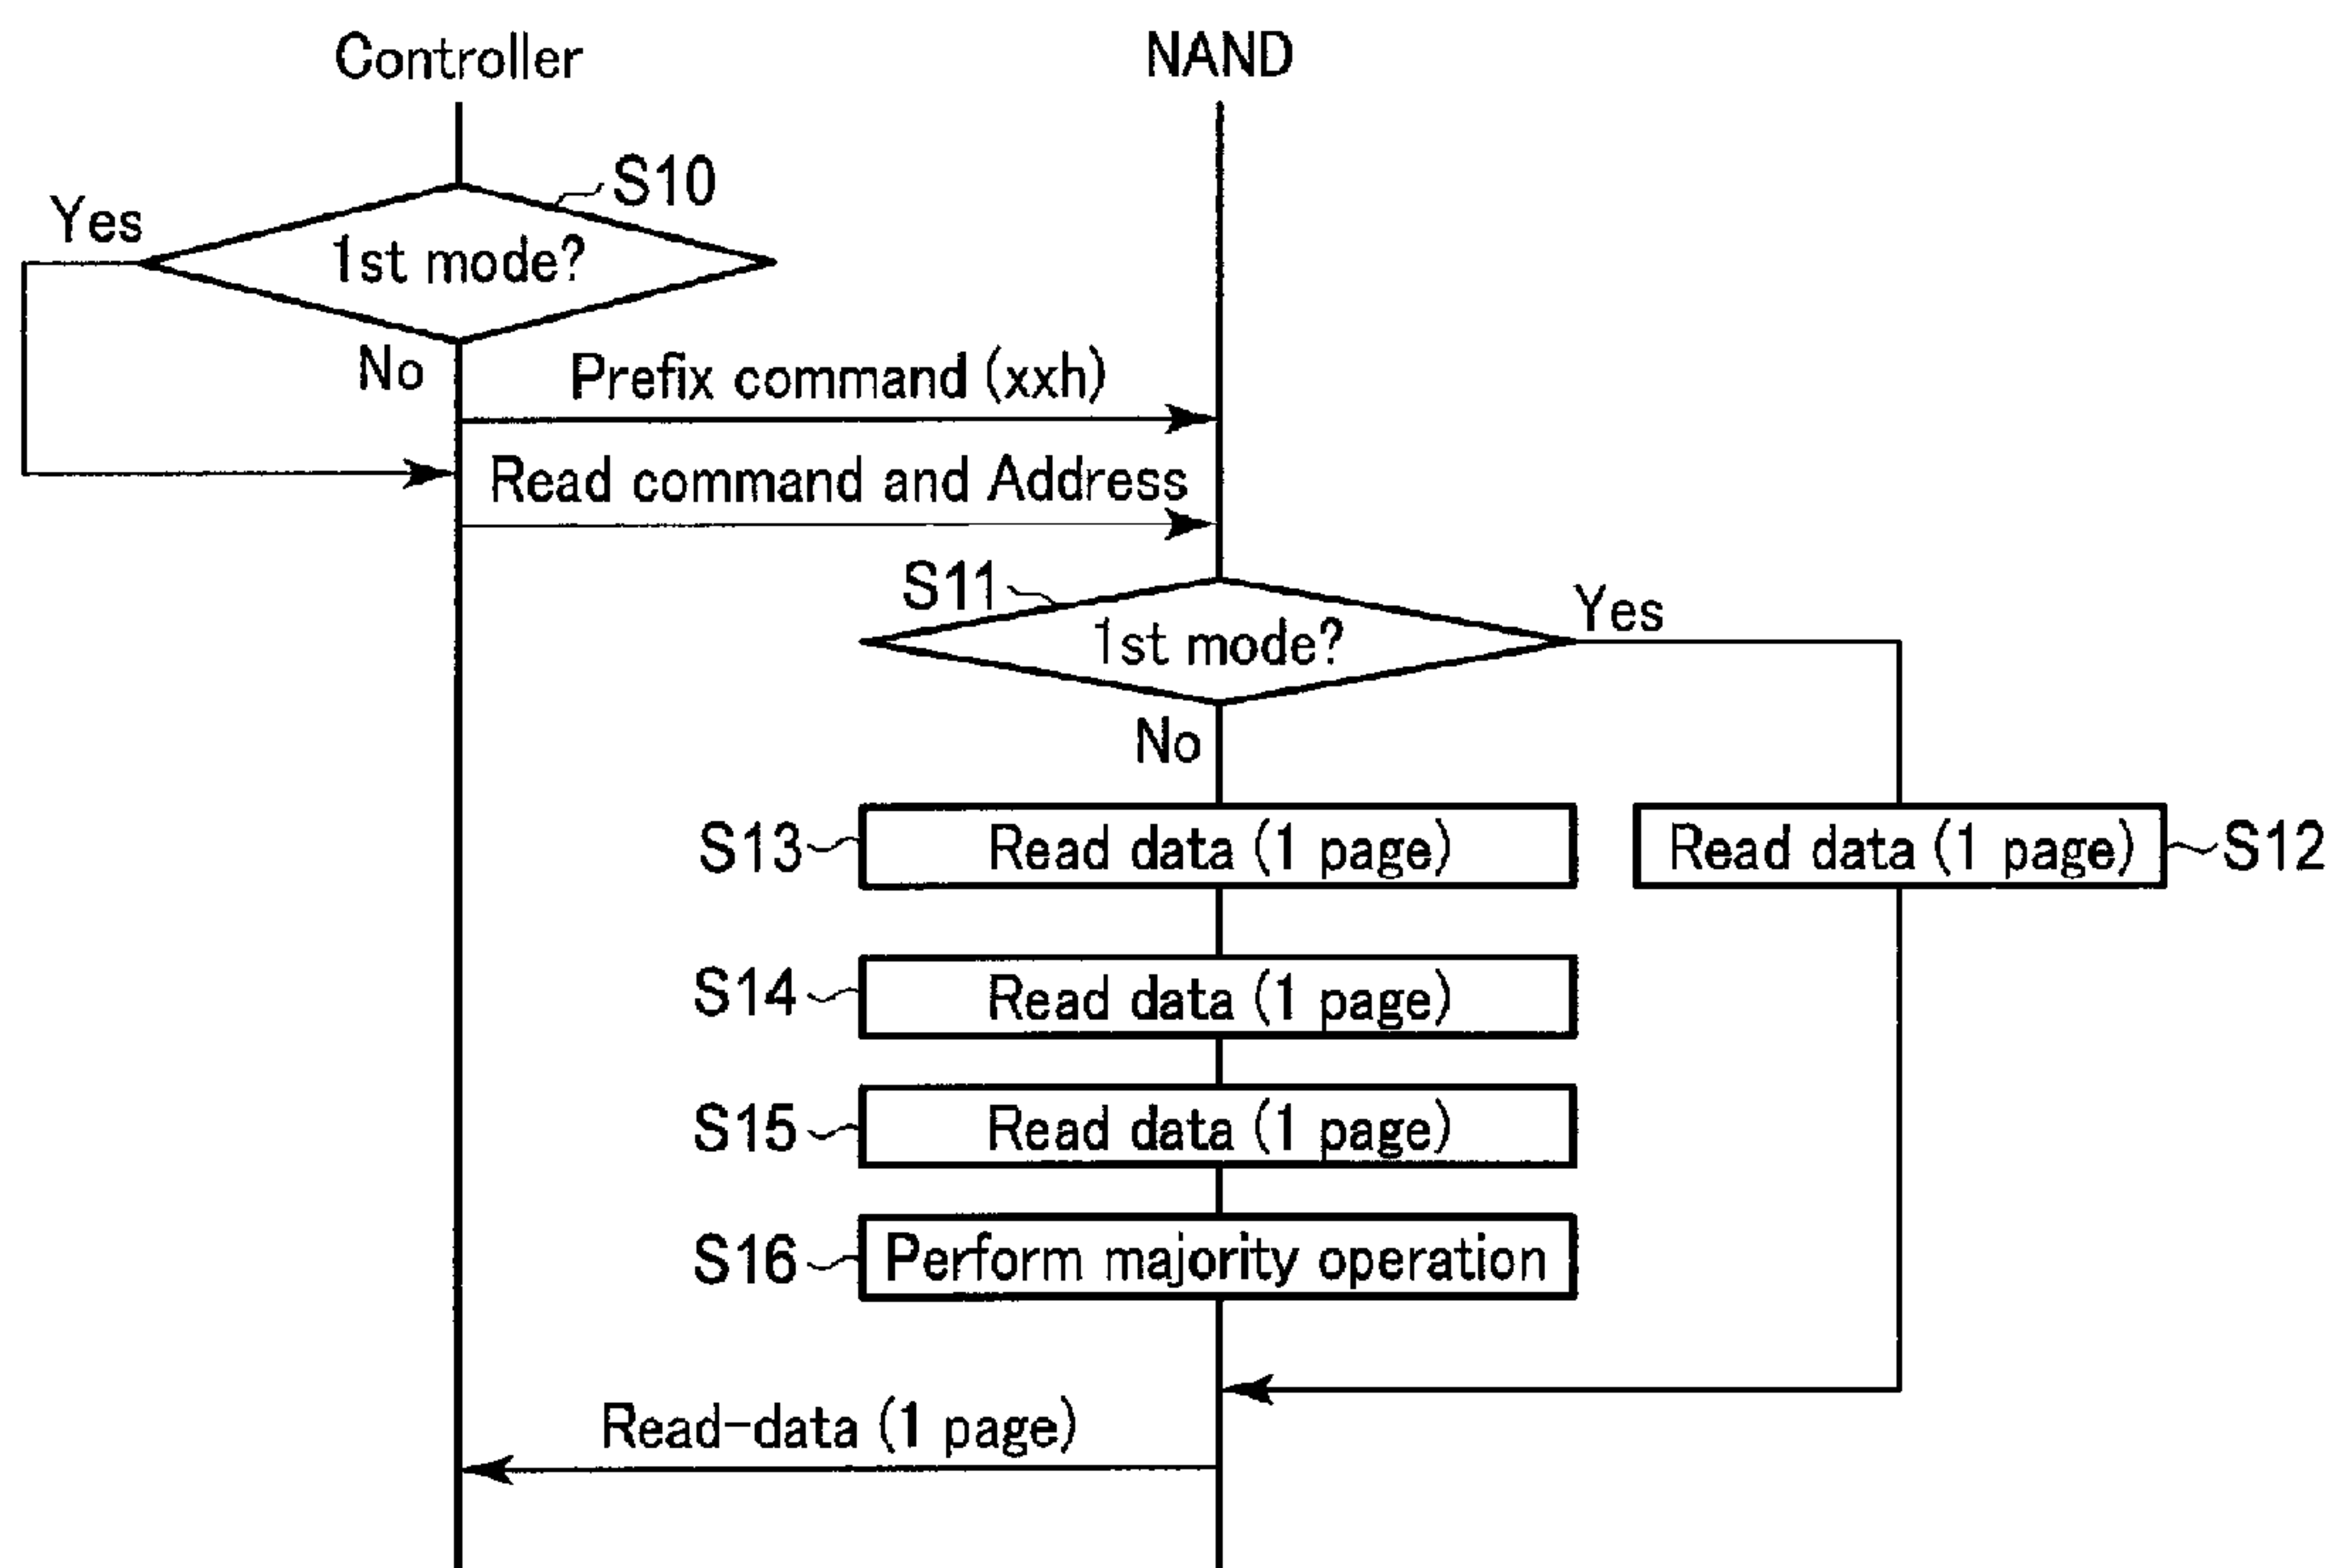 Controller
NAND
S10
Yes
1st mode?
No
Prefix command (xxh)
Read command and Address
S11
1st mode?
Yes
No
S13
Read data (1 page)
Read data (1 page)
S12
S14
Read data (1 page)
S15
Read data (1 page)
S16
Perform majority operation
Read-data (1 page)